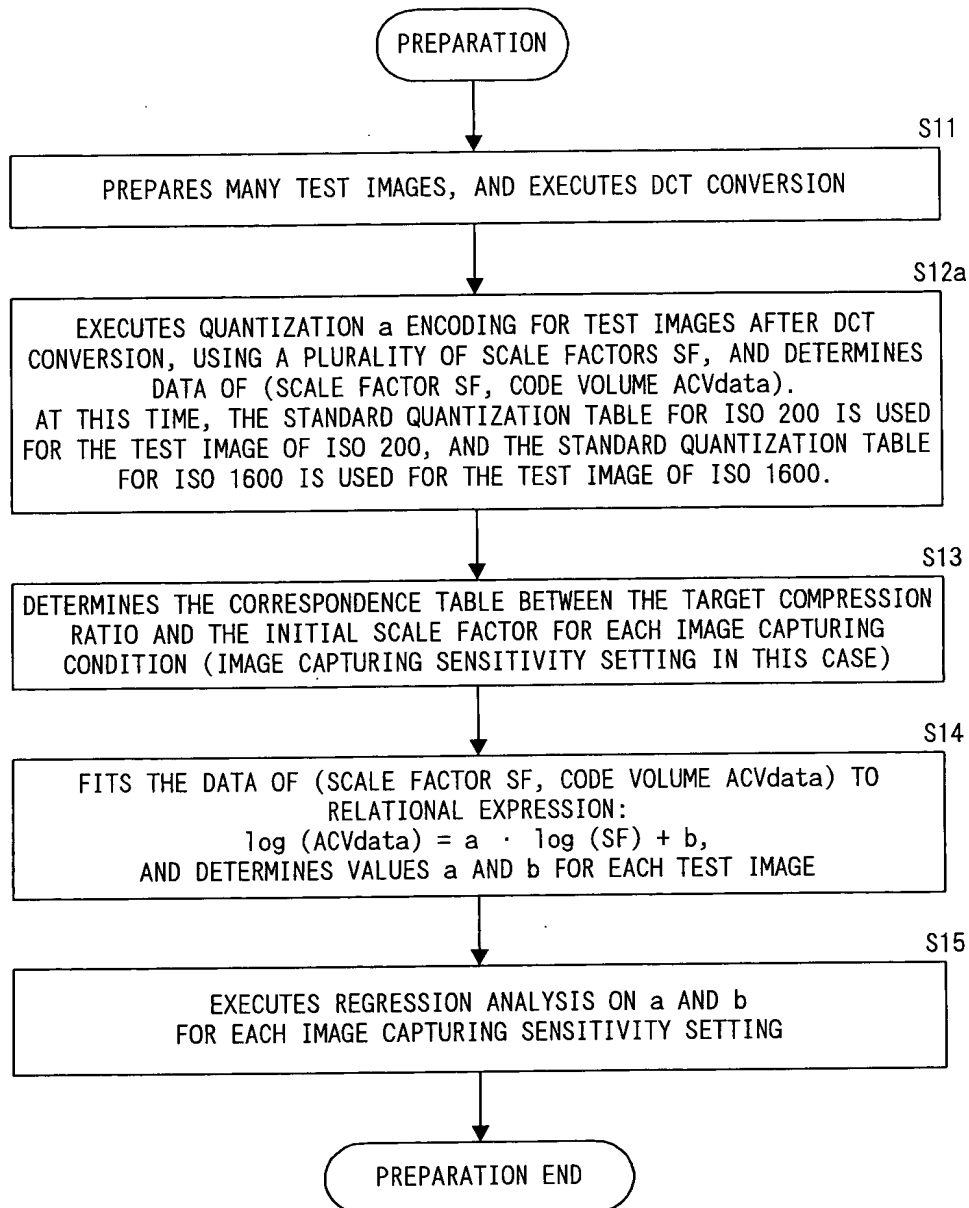 PREPARATION
S11
PREPARES MANY TEST IMAGES, AND EXECUTES DCT CONVERSION
S12a
EXECUTES QUANTIZATION a ENCODING FOR TEST IMAGES AFTER DCT
CONVERSION, USING A PLURALITY OF SCALE FACTORS SF, AND DETERMINES
DATA OF (SCALE FACTOR SF, CODE VOLUME ACVdata).
AT THIS TIME, THE STANDARD QUANTIZATION TABLE FOR ISO 200 IS USED
FOR THE TEST IMAGE OF ISO 200, AND THE STANDARD QUANTIZATION TABLE
FOR ISO 1600 IS USED FOR THE TEST IMAGE OF ISO 1600.
S13
DETERMINES THE CORRESPONDENCE TABLE BETWEEN THE TARGET COMPRESSION
RATIO AND THE INITIAL SCALE FACTOR FOR EACH IMAGE CAPTURING
CONDITION (IMAGE CAPTURING SENSITIVITY SETTING IN THIS CASE)
S14
FITS THE DATA OF (SCALE FACTOR SF, CODE VOLUME ACVdata) TO
RELATIONAL EXPRESSION:
log (ACVdata) = a · log (SF) + b,
AND DETERMINES VALUES a AND b FOR EACH TEST IMAGE
S15
EXECUTES REGRESSION ANALYSIS ON a AND b
FOR EACH IMAGE CAPTURING SENSITIVITY SETTING
PREPARATION END